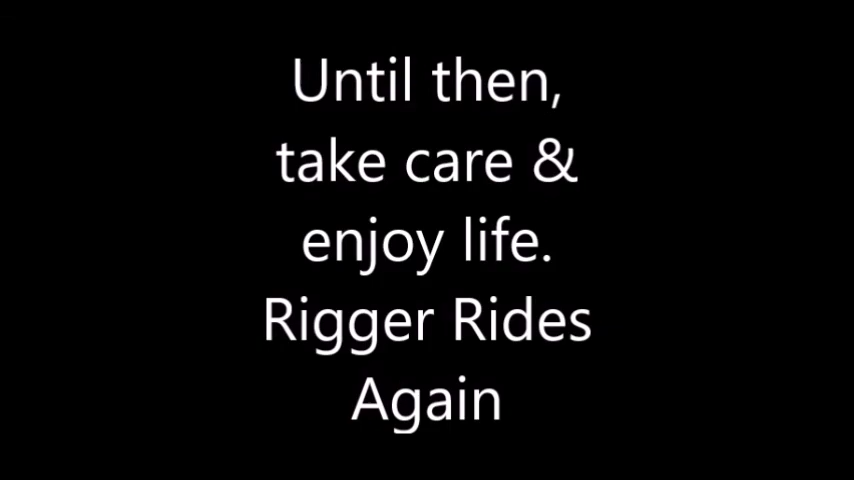 Until then,
take care &
enjoy life.
Rigger Rides
Again